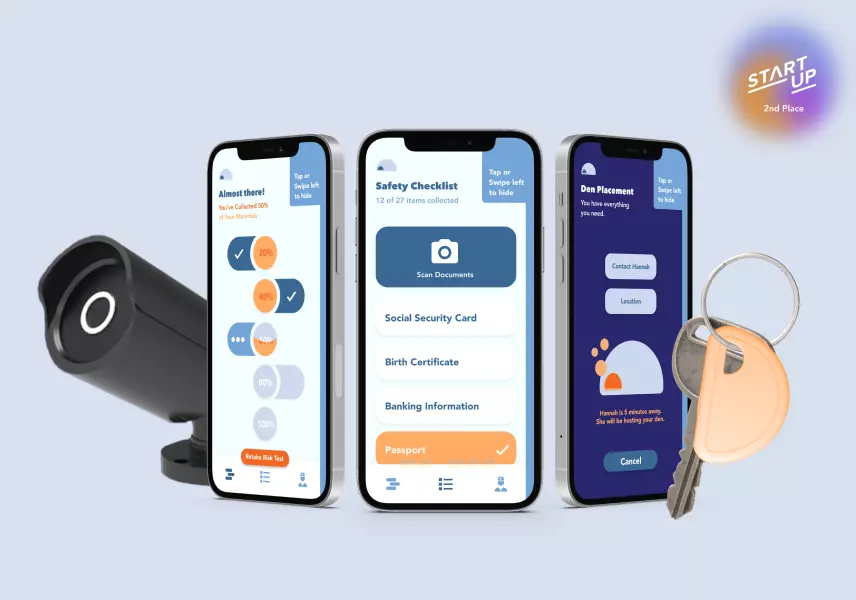 START
UP
2nd Place
Almost there!
You've Collected 50%
of Your Materials
Tap or
Swipe left
to hide
20%
40%
80%
100%
Retake Risk Test
Safety Checklist
12 of 27 items collected
Tap or
Swipe left
to hide
Scan Documents
Social Security Card
Birth Certificate
Banking Information
Passport
Den Placement
You have everything
you need.
Tap or
Swipe left
to hide
Contact Hannah
Location
Hannah is 5 minutes away.
She will be hosting your den.
Cancel